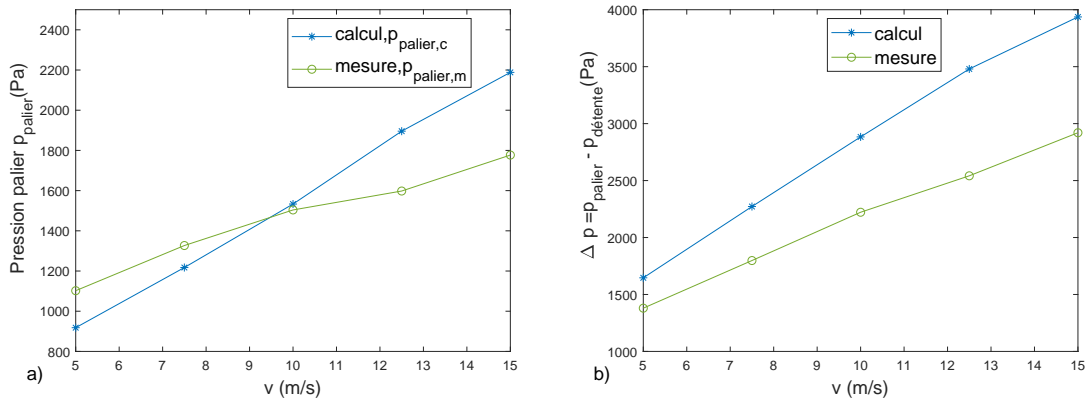 2400
2200
2000
1800
1600
1400
1200
1000
800
Pression palier p_palier(Pa)
calcul,p_palier,c
mesure,p_palier,m
5 6 7 8 9 10 11 12 13 14 15
a)
v (m/s)
4000
3500
3000
2500
2000
1500
1000
Δ p =p_palier - p_détente(Pa)
calcul
mesure
5 6 7 8 9 10 11 12 13 14 15
b)
v (m/s)